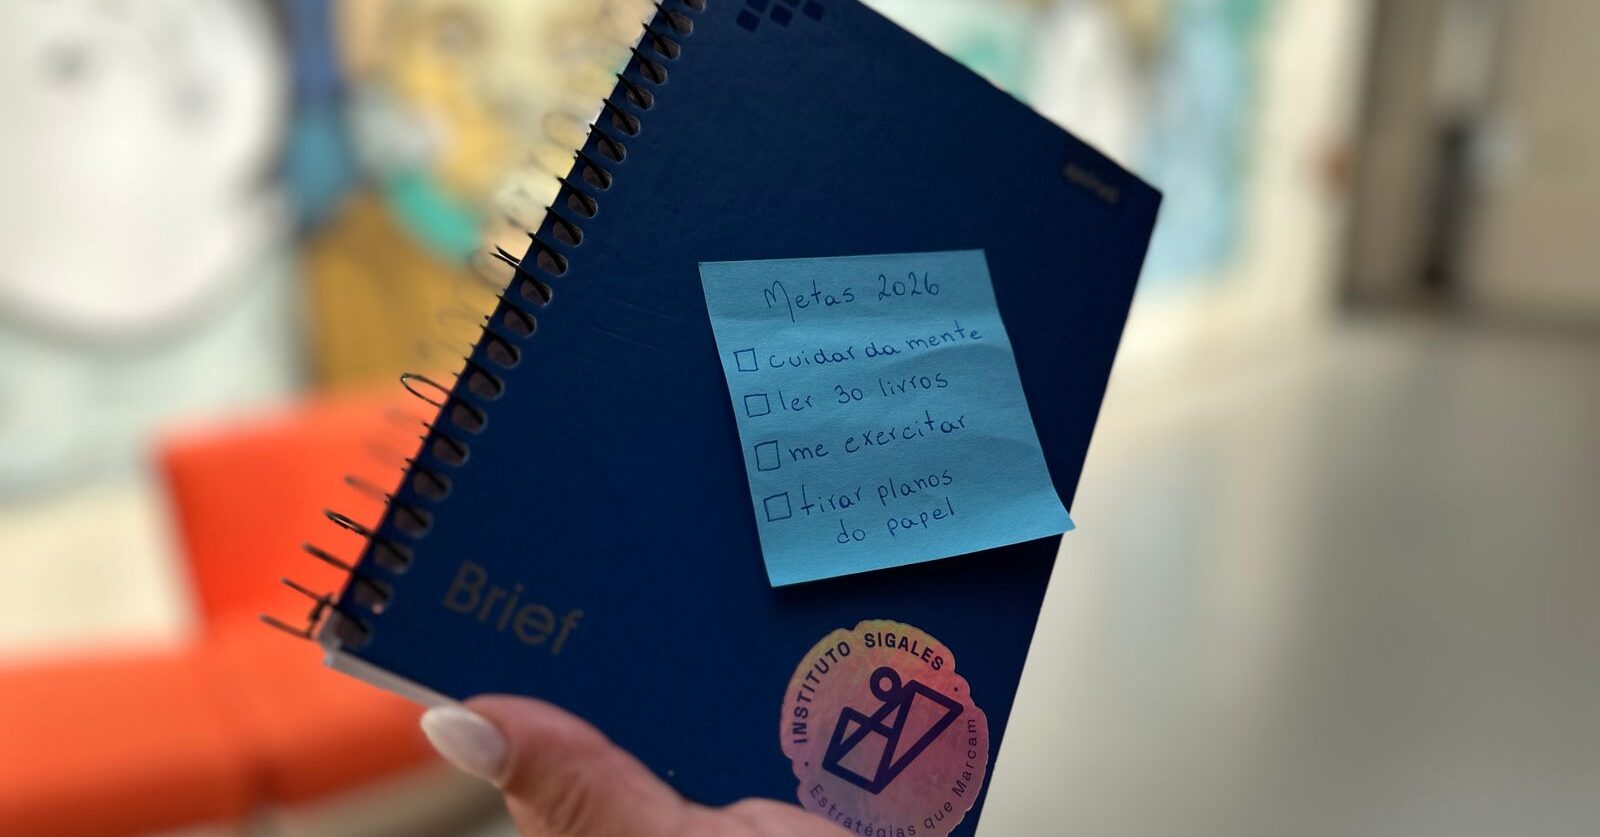 Metas 2026
cuidar da mente
ler 30 livros
me exercitar
tirar planos
do papel
Brief
INSTITUTO SIGALES
Estratégias que Marcam